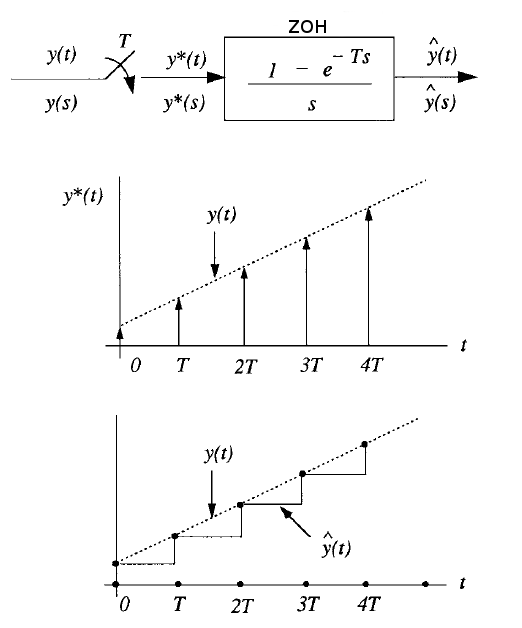 ZOH
y(t) T y*(t) 1 − e^− Ts ŷ(t)
y(s) y*(s) s ŷ(s)
y*(t)
y(t)
t
0 T 2T 3T 4T
y(t)
ŷ(t)
t
0 T 2T 3T 4T